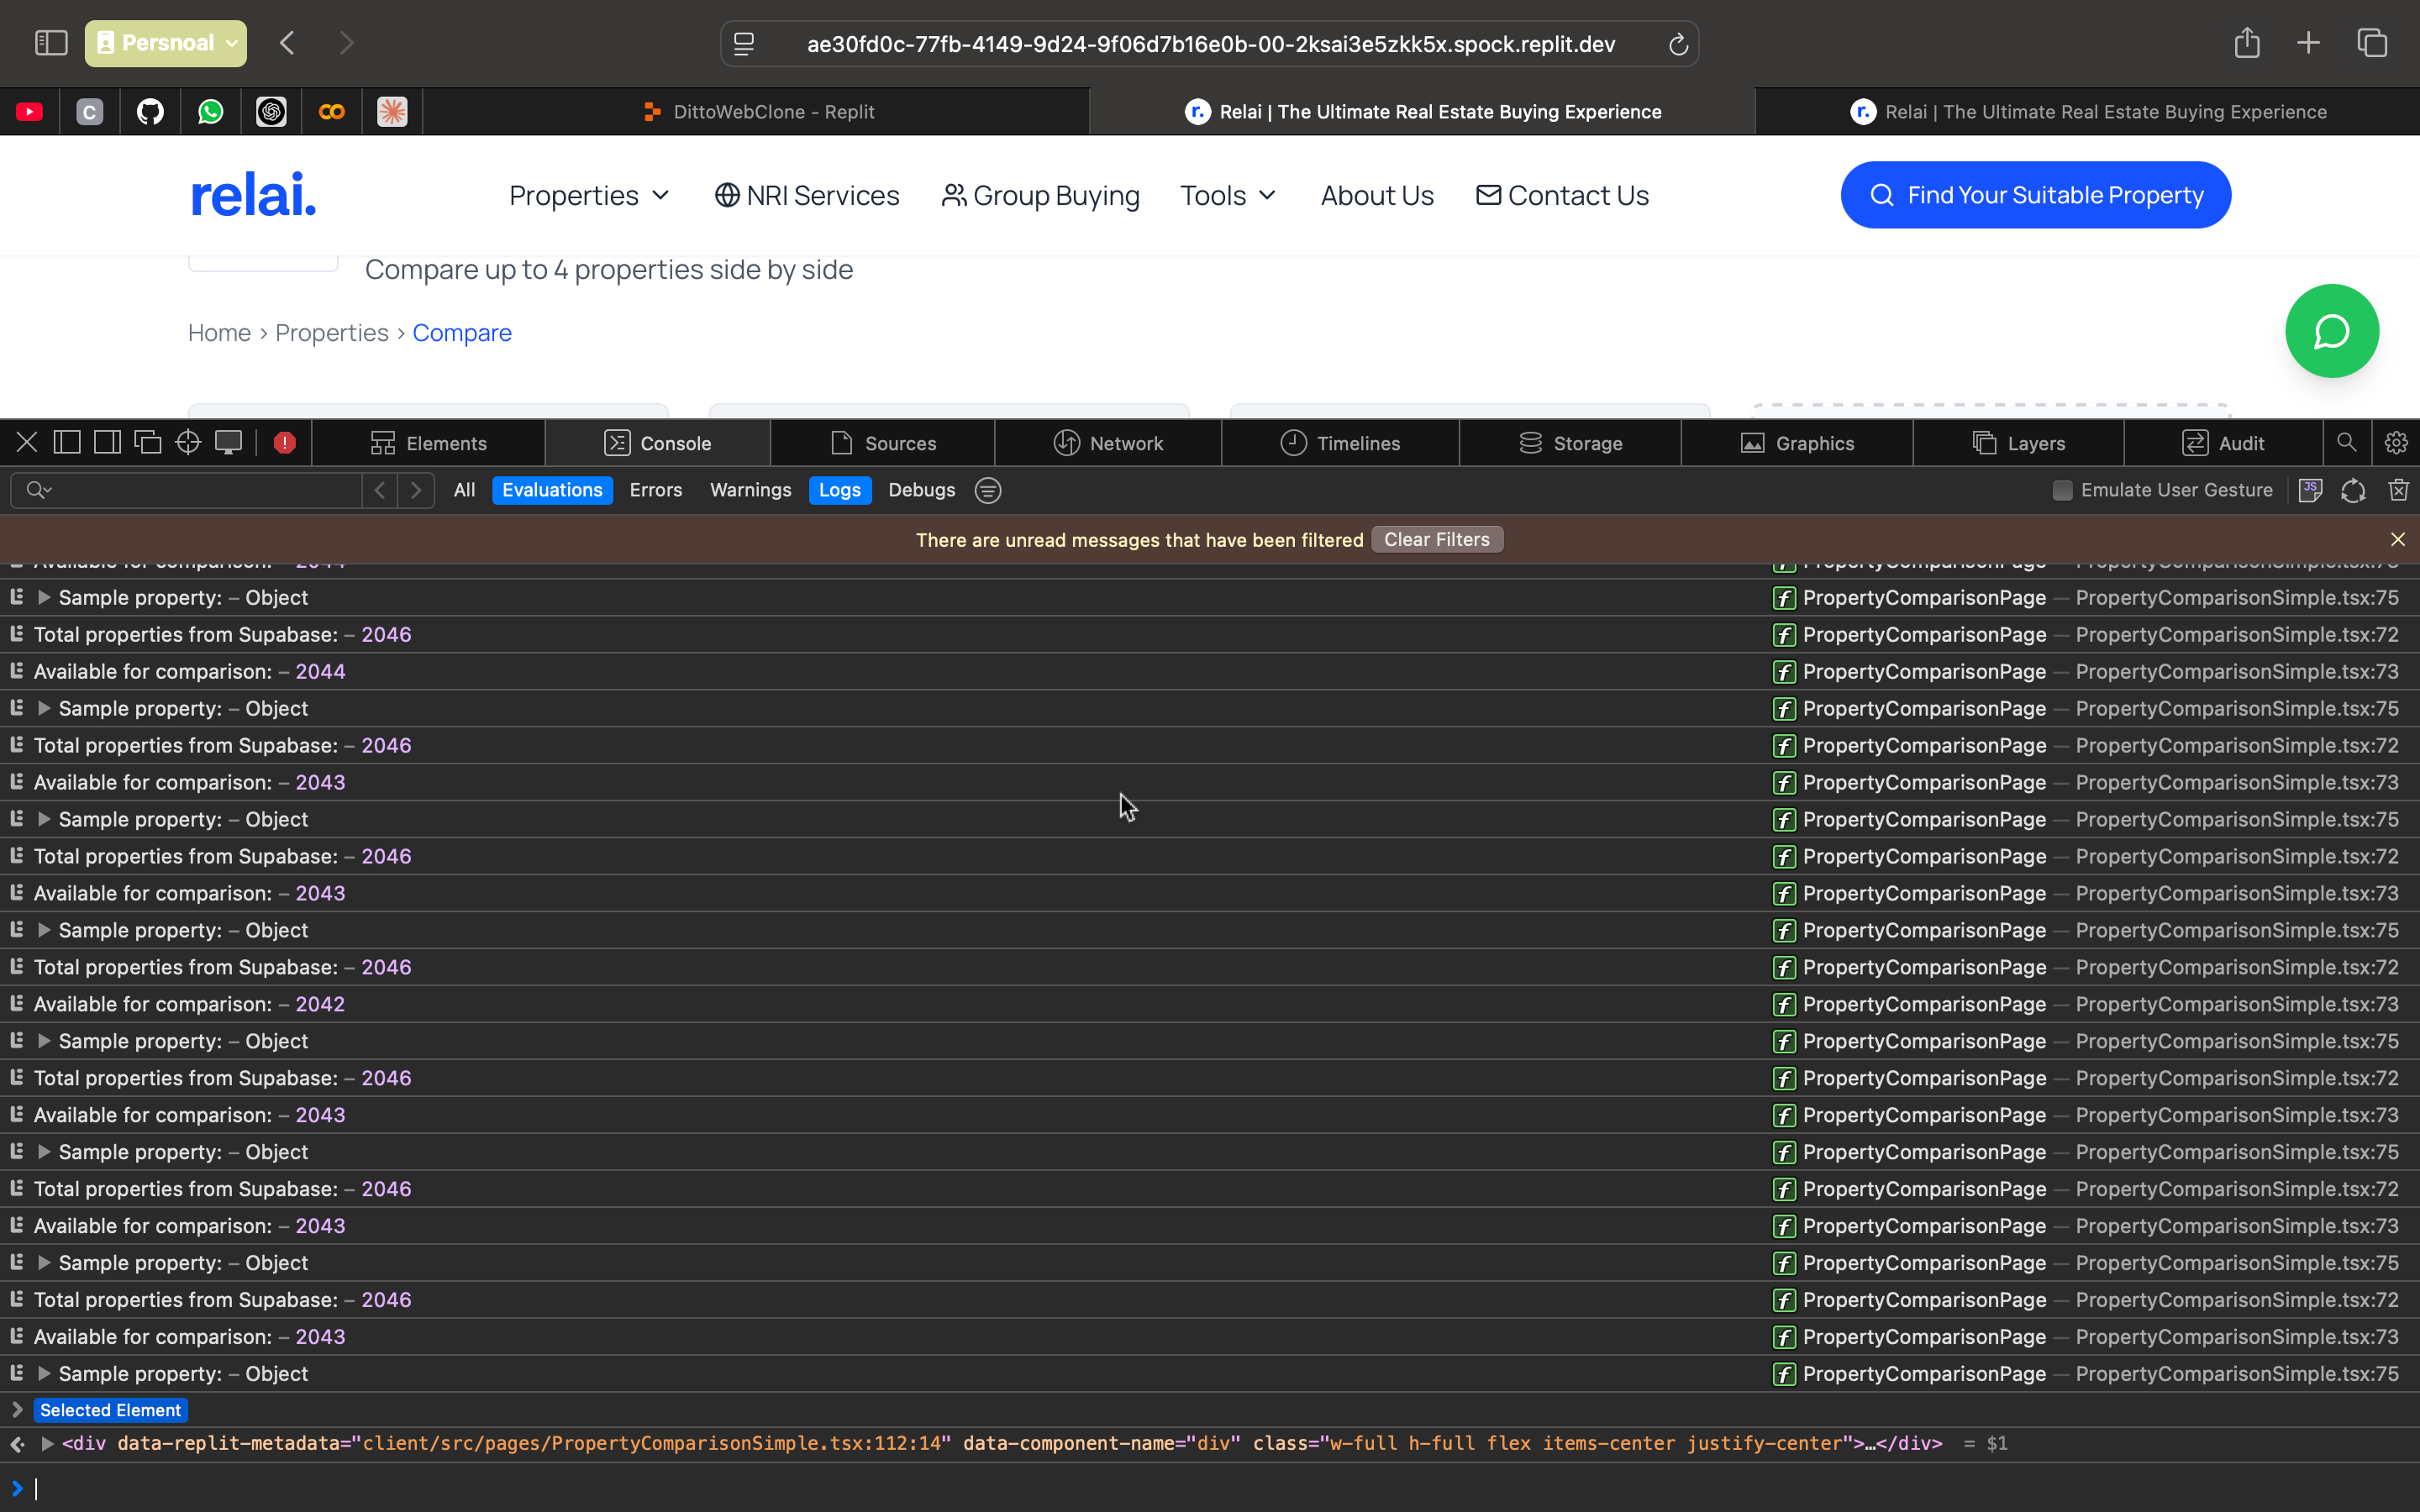 Persnoal
ae30fd0c-77fb-4149-9d24-9f06d7b16e0b-00-2ksai3e5zkk5x.spock.replit.dev
C
DittoWebClone - Replit
r. Relai | The Ultimate Real Estate Buying Experience
r. Relai | The Ultimate Real Estate Buying Experience
relai.
Properties
NRI Services
Group Buying
Tools
About Us
Contact Us
Find Your Suitable Property
Compare up to 4 properties side by side
Home > Properties > Compare
Elements
Console
Sources
Network
Timelines
Storage
Graphics
Layers
Audit
All
Evaluations
Errors
Warnings
Logs
Debugs
Emulate User Gesture
JS
There are unread messages that have been filtered
Clear Filters
Available for comparison: – 2044 f PropertyComparisonPage — PropertyComparisonSimple.tsx:73
Sample property: – Object f PropertyComparisonPage — PropertyComparisonSimple.tsx:75
Total properties from Supabase: – 2046 f PropertyComparisonPage — PropertyComparisonSimple.tsx:72
Available for comparison: – 2044 f PropertyComparisonPage — PropertyComparisonSimple.tsx:73
Sample property: – Object f PropertyComparisonPage — PropertyComparisonSimple.tsx:75
Total properties from Supabase: – 2046 f PropertyComparisonPage — PropertyComparisonSimple.tsx:72
Available for comparison: – 2043 f PropertyComparisonPage — PropertyComparisonSimple.tsx:73
Sample property: – Object f PropertyComparisonPage — PropertyComparisonSimple.tsx:75
Total properties from Supabase: – 2046 f PropertyComparisonPage — PropertyComparisonSimple.tsx:72
Available for comparison: – 2043 f PropertyComparisonPage — PropertyComparisonSimple.tsx:73
Sample property: – Object f PropertyComparisonPage — PropertyComparisonSimple.tsx:75
Total properties from Supabase: – 2046 f PropertyComparisonPage — PropertyComparisonSimple.tsx:72
Available for comparison: – 2042 f PropertyComparisonPage — PropertyComparisonSimple.tsx:73
Sample property: – Object f PropertyComparisonPage — PropertyComparisonSimple.tsx:75
Total properties from Supabase: – 2046 f PropertyComparisonPage — PropertyComparisonSimple.tsx:72
Available for comparison: – 2043 f PropertyComparisonPage — PropertyComparisonSimple.tsx:73
Sample property: – Object f PropertyComparisonPage — PropertyComparisonSimple.tsx:75
Total properties from Supabase: – 2046 f PropertyComparisonPage — PropertyComparisonSimple.tsx:72
Available for comparison: – 2043 f PropertyComparisonPage — PropertyComparisonSimple.tsx:73
Sample property: – Object f PropertyComparisonPage — PropertyComparisonSimple.tsx:75
Total properties from Supabase: – 2046 f PropertyComparisonPage — PropertyComparisonSimple.tsx:72
Available for comparison: – 2043 f PropertyComparisonPage — PropertyComparisonSimple.tsx:73
Sample property: – Object f PropertyComparisonPage — PropertyComparisonSimple.tsx:75
Selected Element
<div data-replit-metadata="client/src/pages/PropertyComparisonSimple.tsx:112:14" data-component-name="div" class="w-full h-full flex items-center justify-center">…</div> = $1